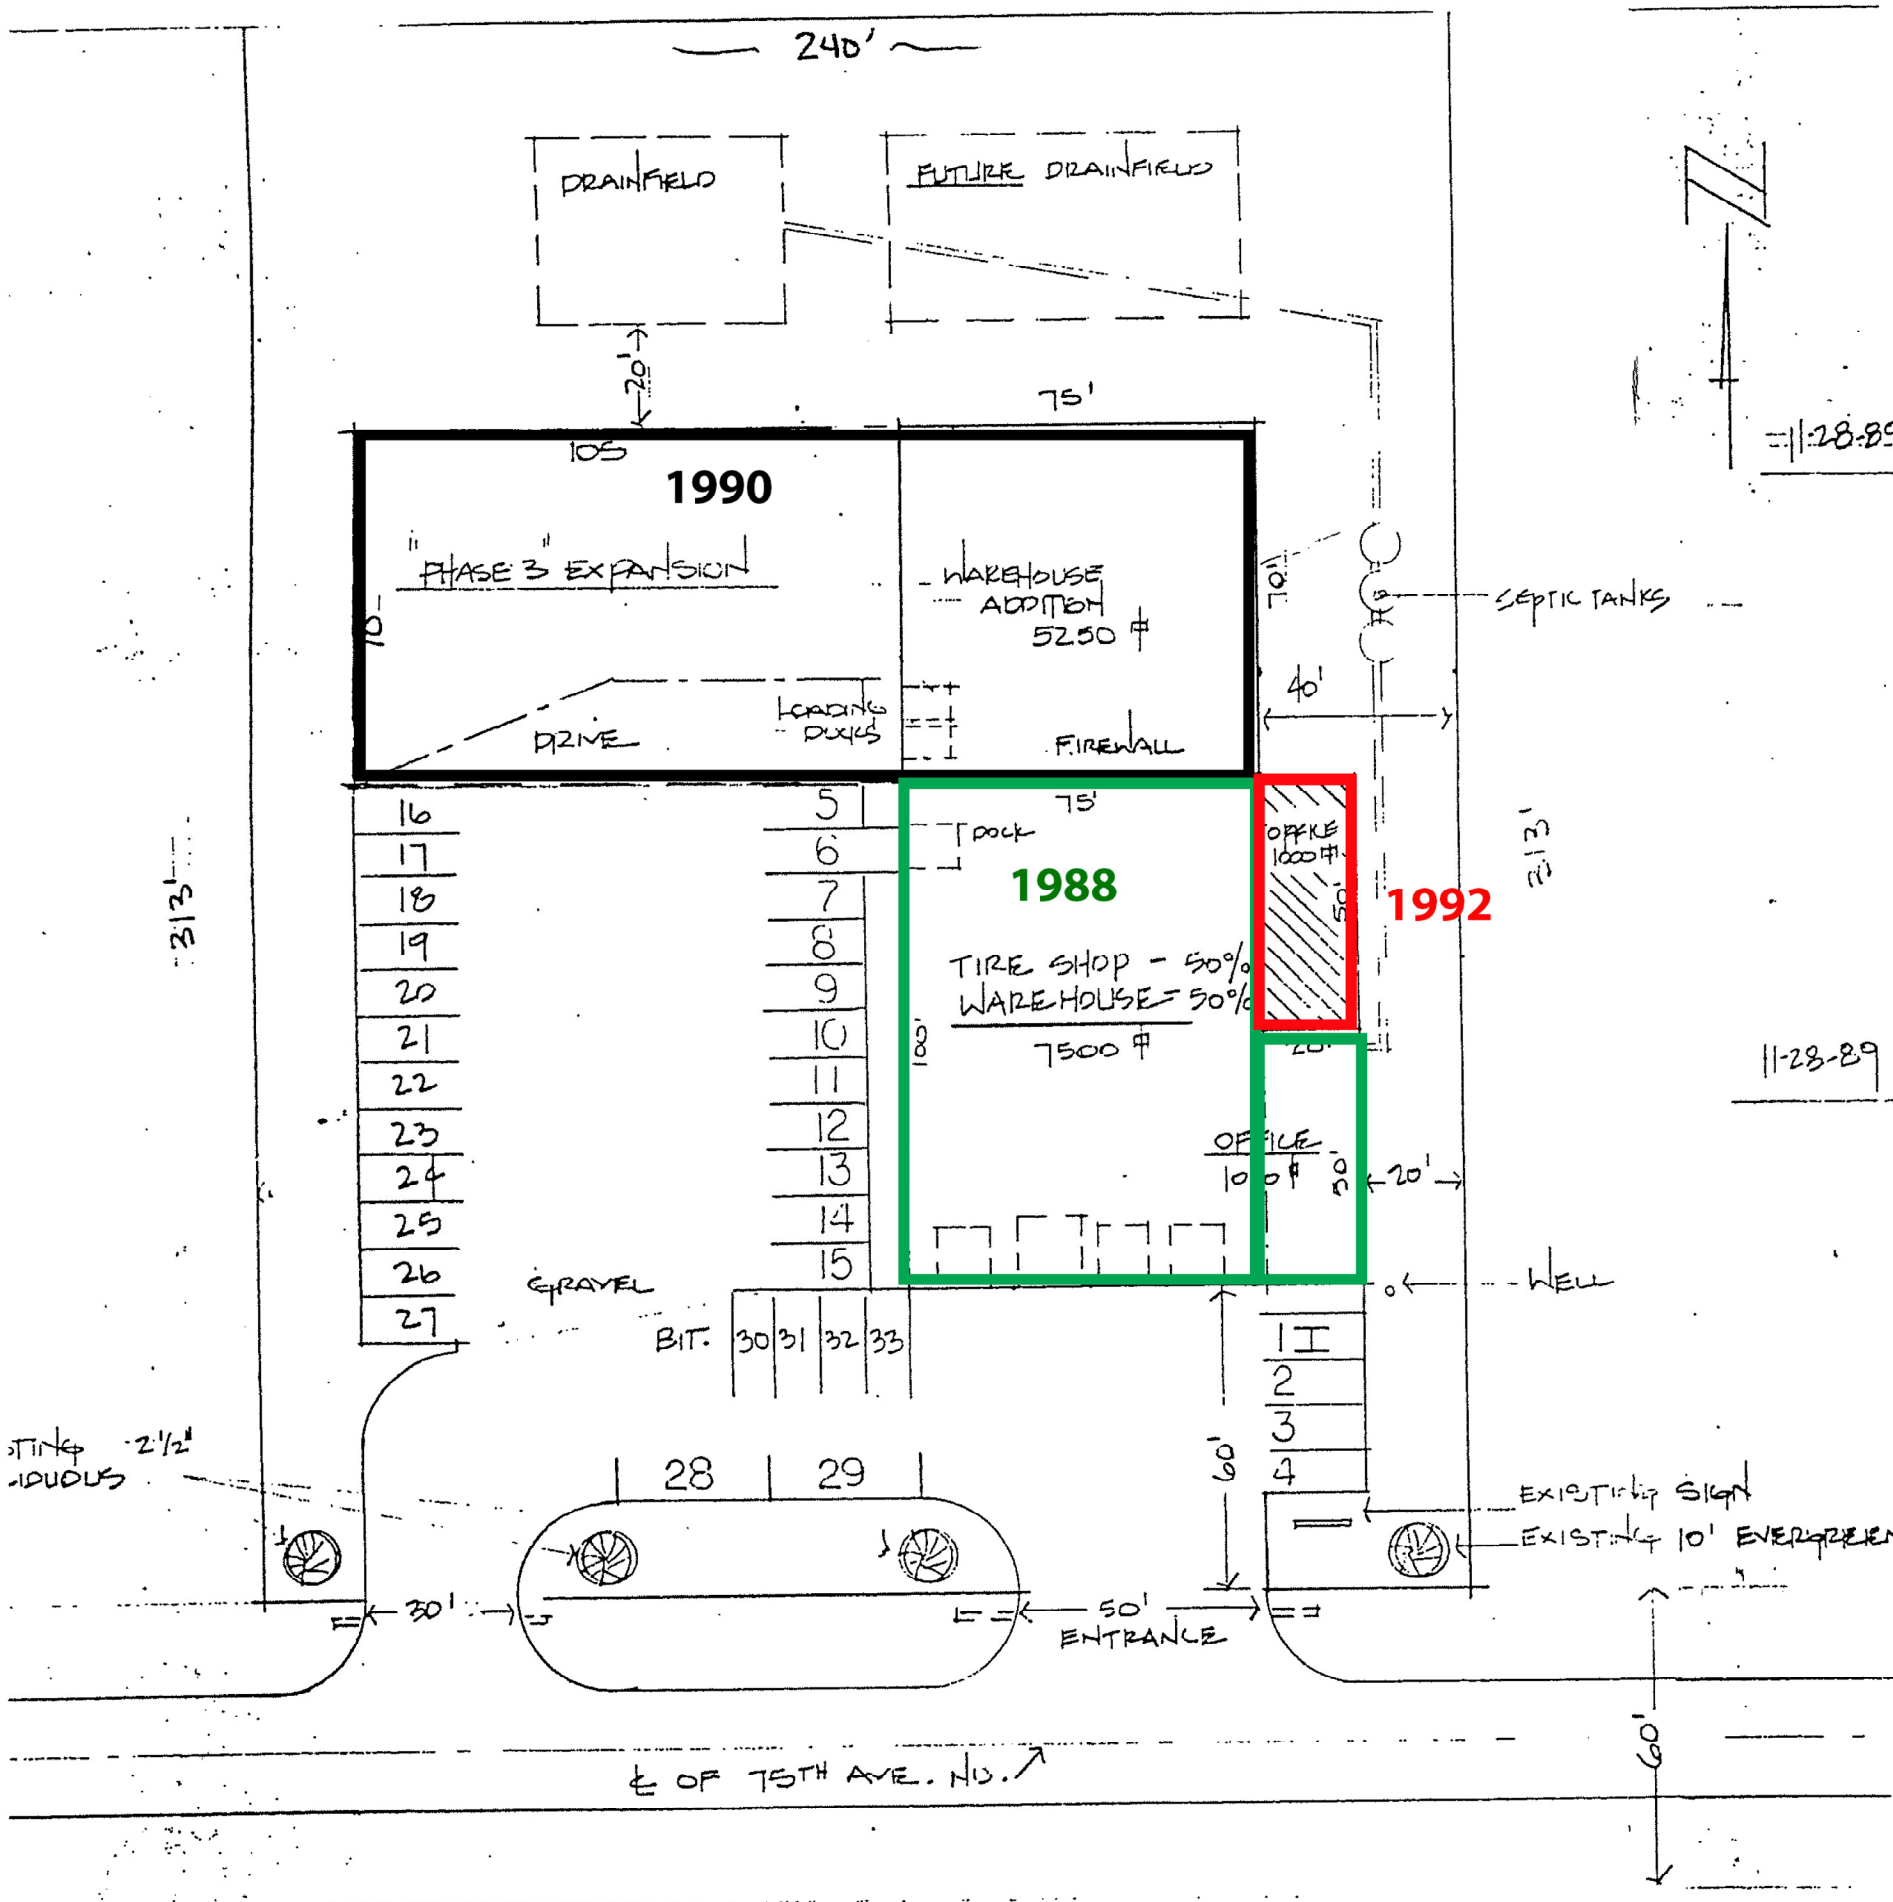 240'
DRAINFIELD
FUTURE DRAINFIELD
20'
75'
11-28-89
105
1990
"PHASE 3" EXPANSION
WAREHOUSE
ADDITION
5250 ⏍
70'
70'
SEPTIC TANKS
40'
LOADING
DOCKS
DRIVE
FIREWALL
16
17
18
19
20
21
22
23
24
25
26
27
5
6
7
8
9
10
11
12
13
14
15
75'
DOCK
1988
OFFICE
1000 ⏍
50'
1992
313'
313'
TIRE SHOP - 50%
WAREHOUSE = 50%
7500 ⏍
100'
20'
11-28-89
OFFICE
50'
20'
GRAVEL
WELL
BIT.
30
31
32
33
1
2
3
4
2 1/2"
28
29
60'
EXISTING SIGN
EXISTING 10' EVERGREEN
30'
50'
ENTRANCE
60'
℄ OF 75TH AVE. NO.